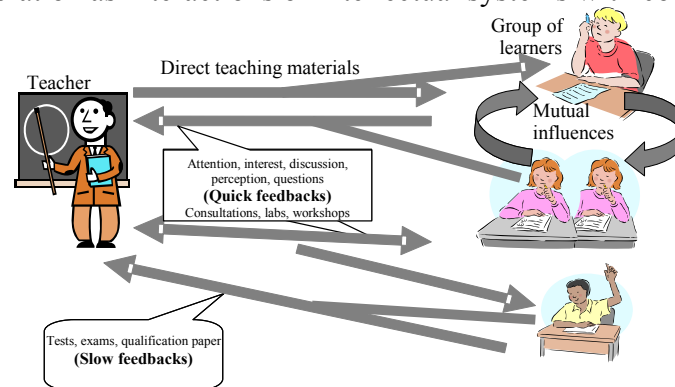 Group of
learners
Teacher
Direct teaching materials
Mutual
influences
Attention, interest, discussion,
perception, questions
(Quick feedbacks)
Consultations, labs, workshops
Tests, exams, qualification paper
(Slow feedbacks)